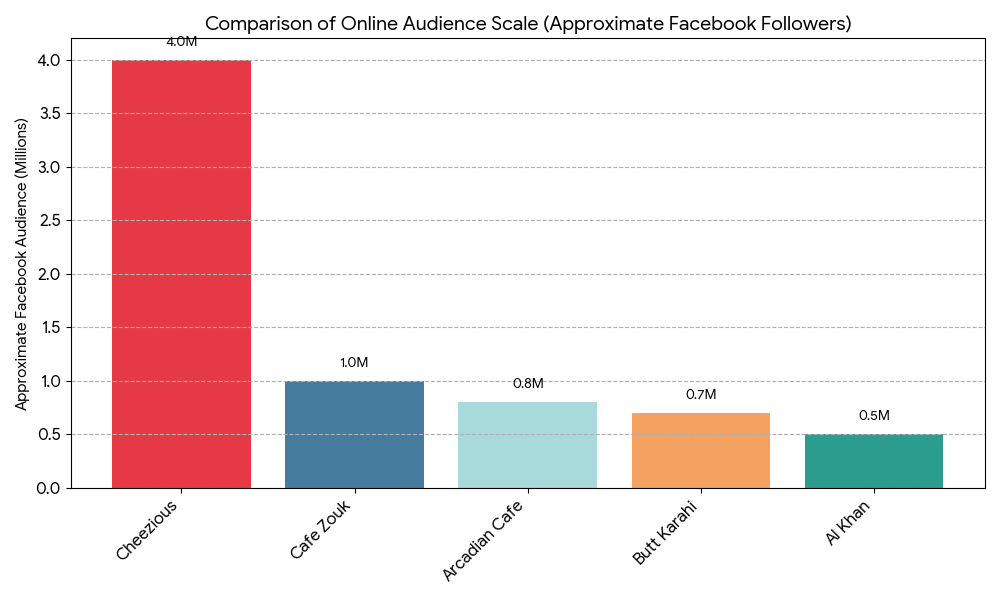 Comparison of Online Audience Scale (Approximate Facebook Followers)
Approximate Facebook Audience (Millions)
4.0
3.5
3.0
2.5
2.0
1.5
1.0
0.5
0.0
4.0M
1.0M
0.8M
0.7M
0.5M
Cheezious
Cafe Zouk
Arcadian Cafe
Butt Karahi
Al Khan